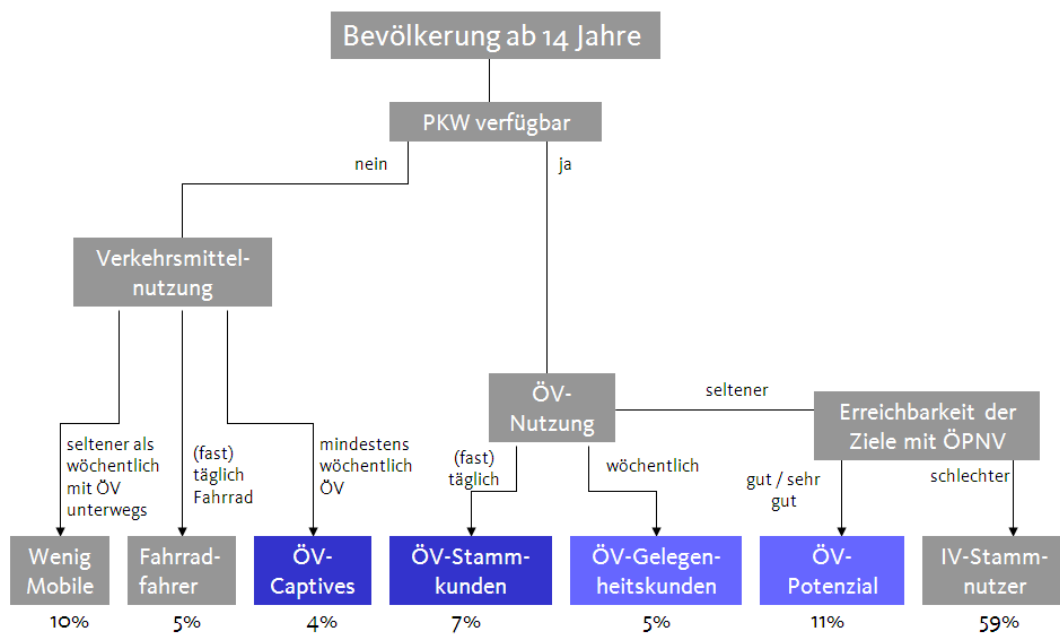 Bevölkerung ab 14 Jahre
PKW verfügbar
nein
ja
Verkehrsmittel-
nutzung
ÖV-
Nutzung
seltener
Erreichbarkeit der
Ziele mit ÖPNV
seltener als
wöchentlich
mit ÖV
unterwegs
(fast)
täglich
Fahrrad
mindestens
wöchentlich
ÖV
(fast)
täglich
wöchentlich
gut / sehr
gut
schlechter
Wenig
Mobile
Fahrrad-
fahrer
ÖV-
Captives
ÖV-Stamm-
kunden
ÖV-Gelegen-
heitskunden
ÖV-
Potenzial
IV-Stamm-
nutzer
10%
5%
4%
7%
5%
11%
59%